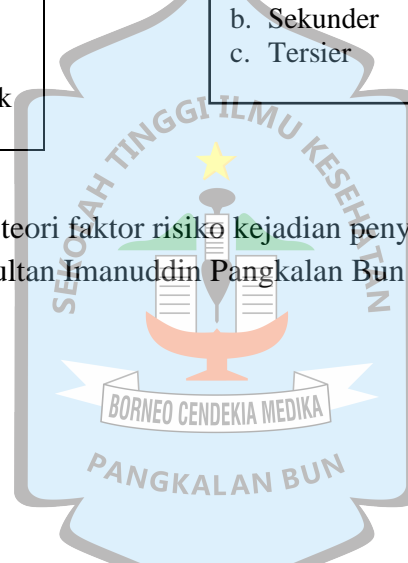 b. Sekunder
c. Tersier
k
teori faktor risiko kejadian peny
ultan Imanuddin Pangkalan Bun
SEKOLAH TINGGI ILMU KESEHATAN
BORNEO CENDEKIA MEDIKA
PANGKALAN BUN